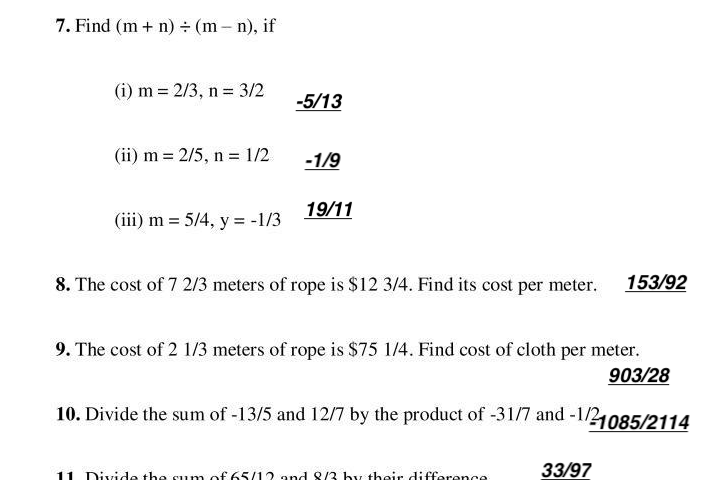 7. Find (m + n) ÷ (m – n), if
(i) m = 2/3, n = 3/2 -5/13
(ii) m = 2/5, n = 1/2 -1/9
(iii) m = 5/4, y = -1/3 19/11
8. The cost of 7 2/3 meters of rope is $12 3/4. Find its cost per meter. 153/92
9. The cost of 2 1/3 meters of rope is $75 1/4. Find cost of cloth per meter.
903/28
10. Divide the sum of -13/5 and 12/7 by the product of -31/7 and -1/2 -1085/2114
11. Divide the sum of 65/12 and 8/3 by their difference 33/97